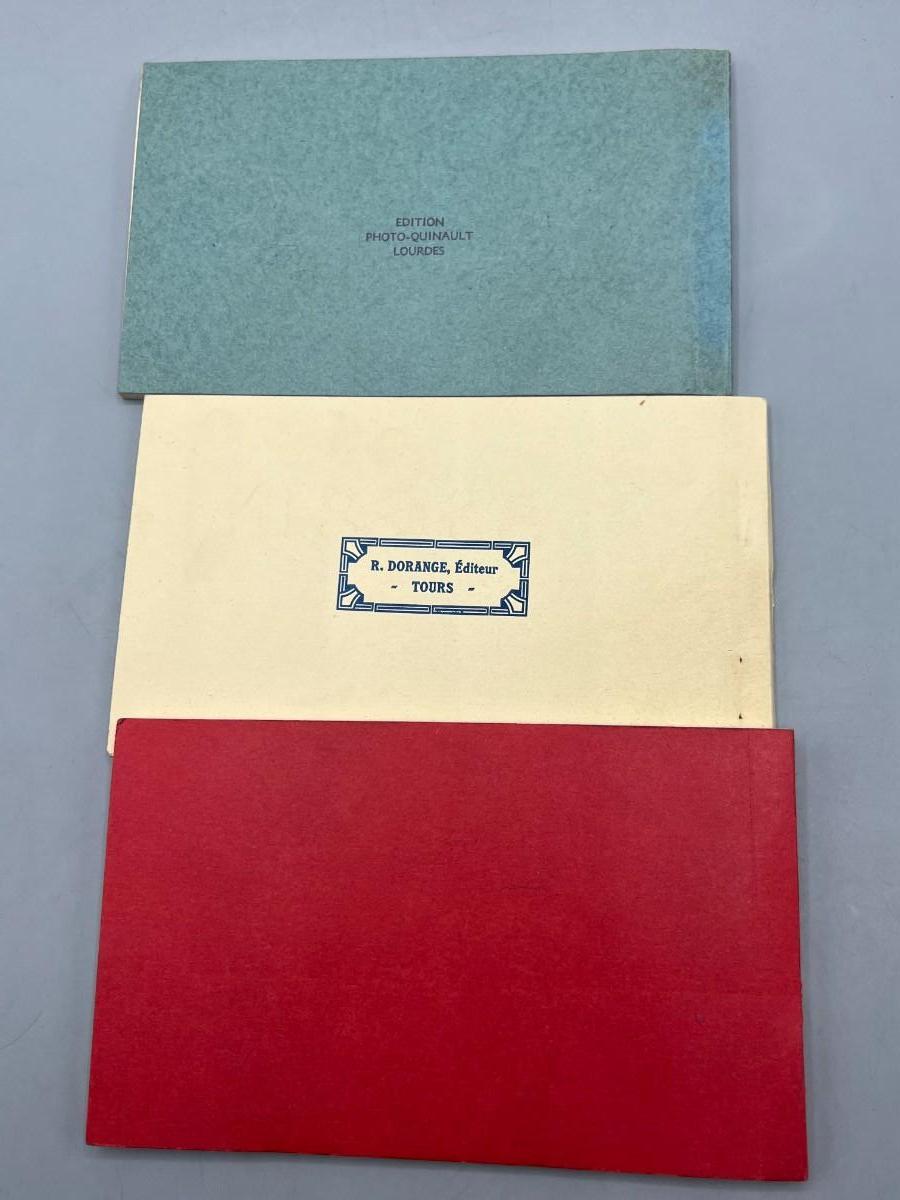 EDITION
PHOTO-QUINAULT
LOURDES
R. DORANGE, Éditeur
- TOURS -